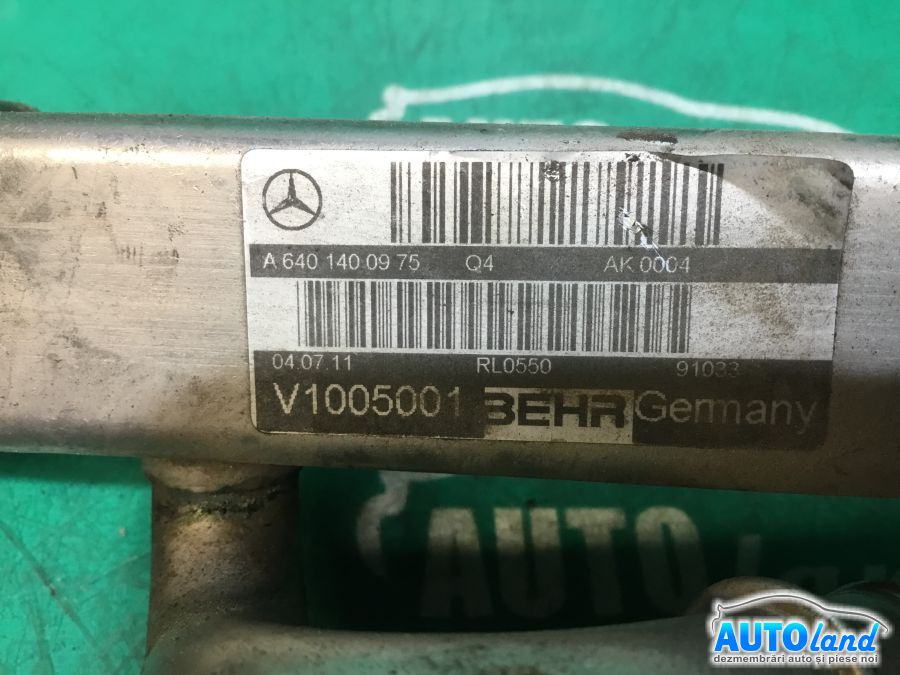 A 640 140 09 75 Q4 AK 0004
04.07.11 RL0550 91033
V1005001 BEHR Germany
AUTO
AUTOland
dezmembrări auto și piese noi